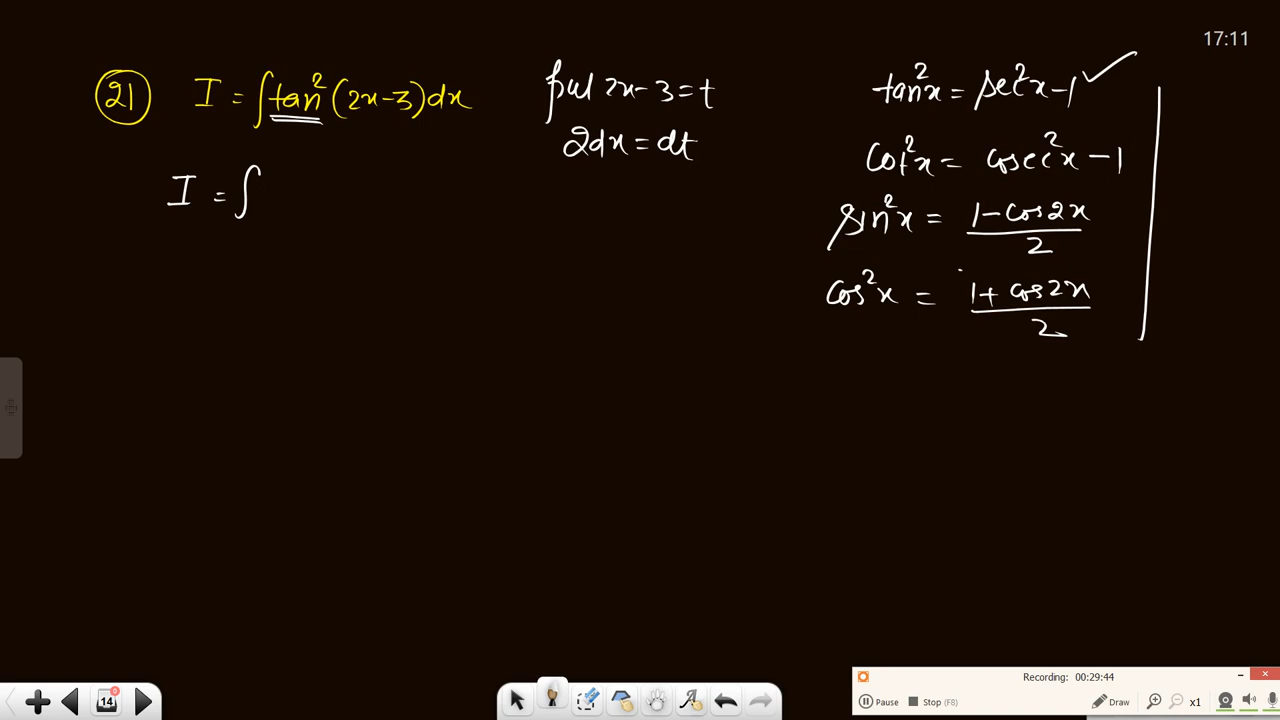 17:11
(21) I = ∫tan²(2x-3)dx
put 2x-3=t
2dx=dt
I = ∫
tan²x = sec²x-1 ✓
cot²x = cosec²x-1
sin²x = (1-cos2x)/2
cos²x = (1+cos2x)/2
14
0
Recording: 00:29:44
Pause Stop (F8) Draw x1